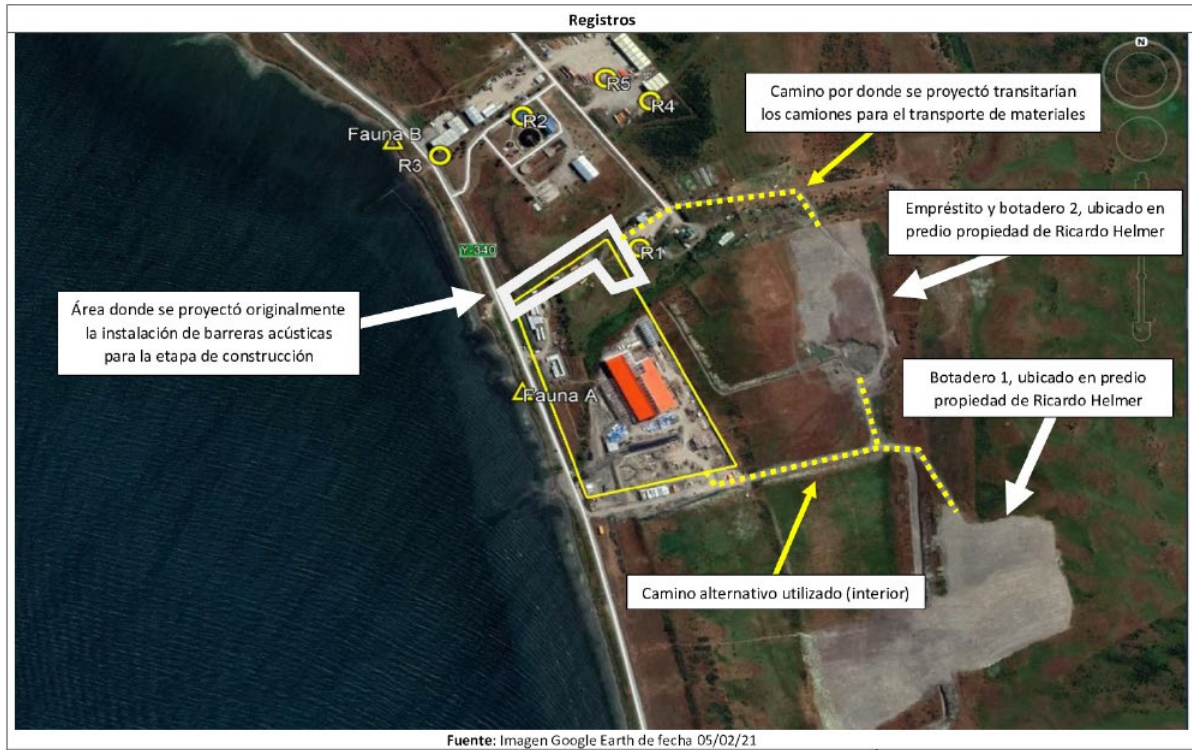 Registros
Camino por donde se proyectó transitarían
los camiones para el transporte de materiales
Empréstito y botadero 2, ubicado en
predio propiedad de Ricardo Helmer
Área donde se proyectó originalmente
la instalación de barreras acústicas
para la etapa de construcción
Botadero 1, ubicado en predio
propiedad de Ricardo Helmer
Camino alternativo utilizado (interior)
N
R5
R4
R2
Fauna B
R3
Y-340
R1
Fauna A
Fuente: Imagen Google Earth de fecha 05/02/21